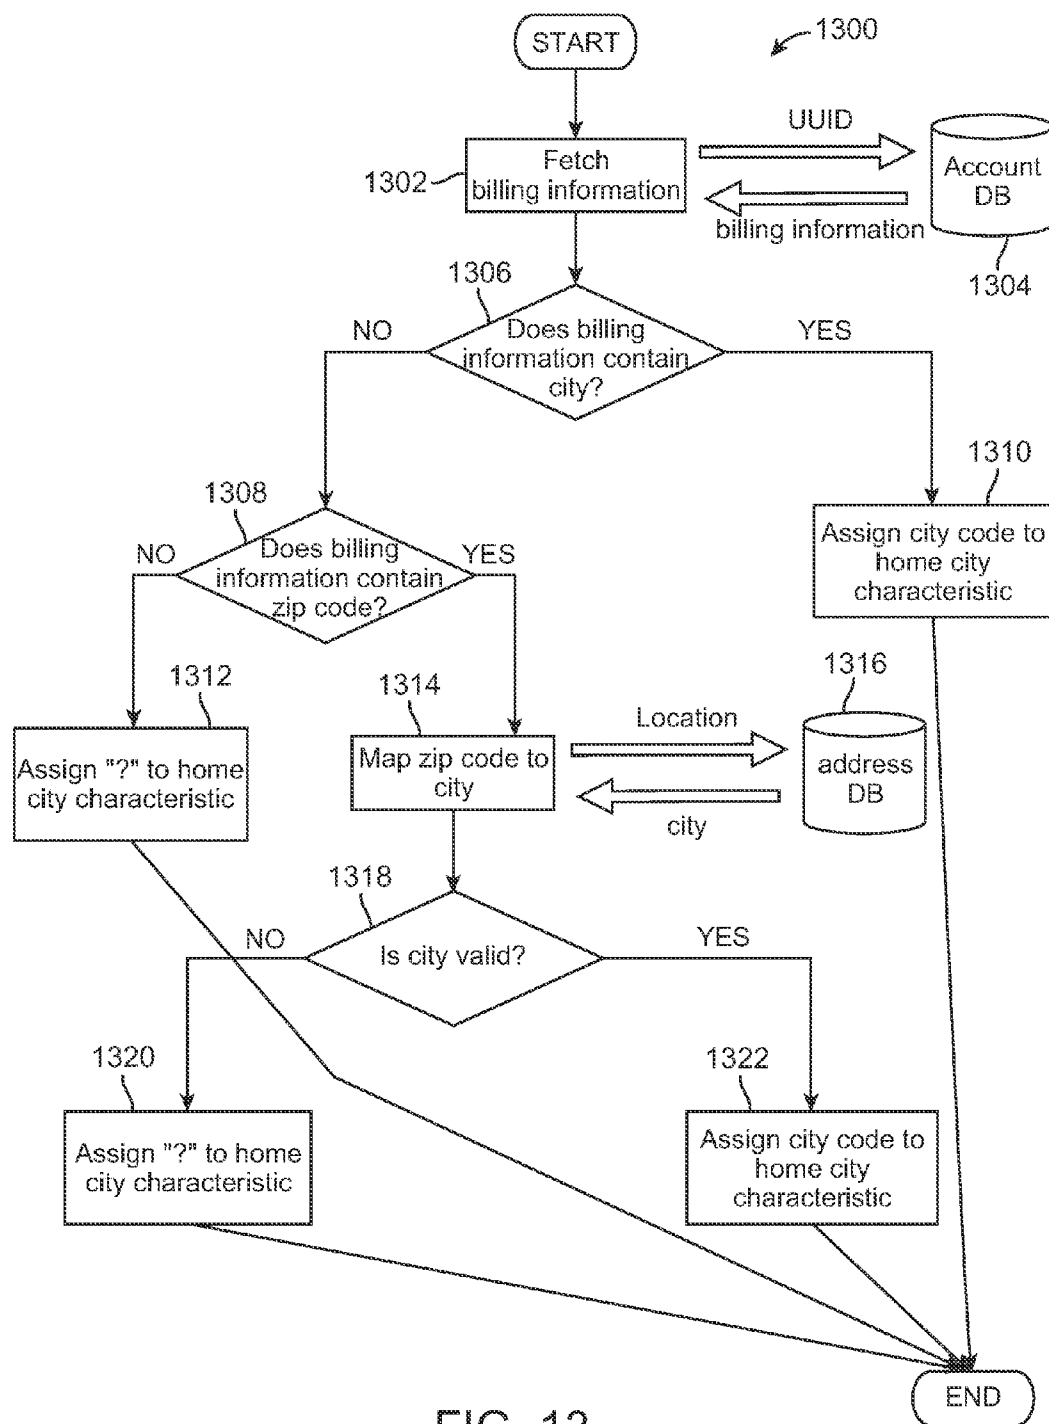 START
1300
UUID
Fetch
billing information
1302
Account
DB
billing information
1304
1306
NO
Does billing
information contain
city?
YES
1308
1310
NO
Does billing
information contain
zip code?
YES
Assign city code to
home city
characteristic
1312
1314
1316
Location
Assign "?" to home
city characteristic
Map zip code to
city
address
DB
city
1318
NO
Is city valid?
YES
1320
1322
Assign "?" to home
city characteristic
Assign city code to
home city
characteristic
END
FIG. 13